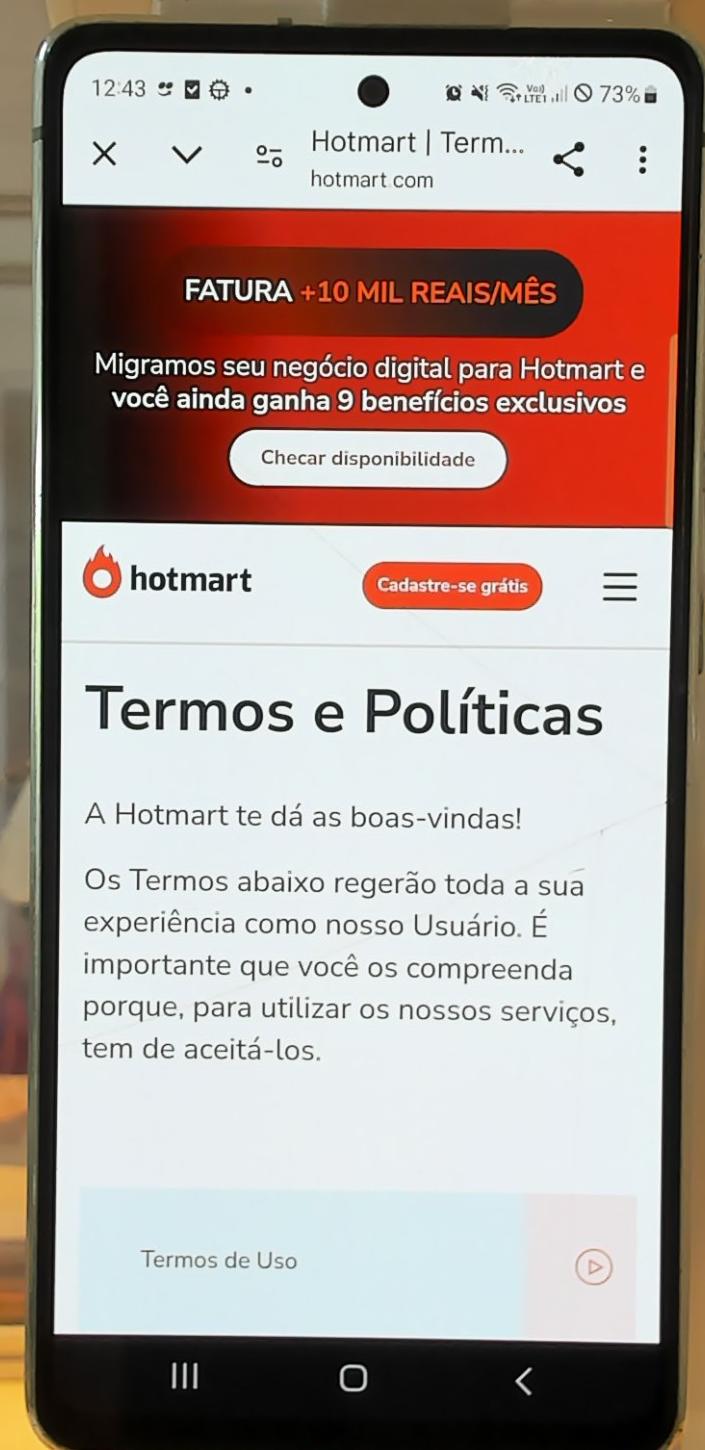 12:43
Vo)) LTE1 73%
Hotmart | Term...
hotmart.com
FATURA +10 MIL REAIS/MÊS
Migramos seu negócio digital para Hotmart e
você ainda ganha 9 benefícios exclusivos
Checar disponibilidade
hotmart
Cadastre-se grátis
Termos e Políticas
A Hotmart te dá as boas-vindas!
Os Termos abaixo regerão toda a sua
experiência como nosso Usuário. É
importante que você os compreenda
porque, para utilizar os nossos serviços,
tem de aceitá-los.
Termos de Uso